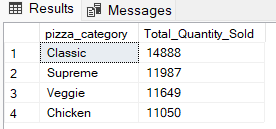 Results Messages
pizza_category Total_Quantity_Sold
1 Classic 14888
2 Supreme 11987
3 Veggie 11649
4 Chicken 11050